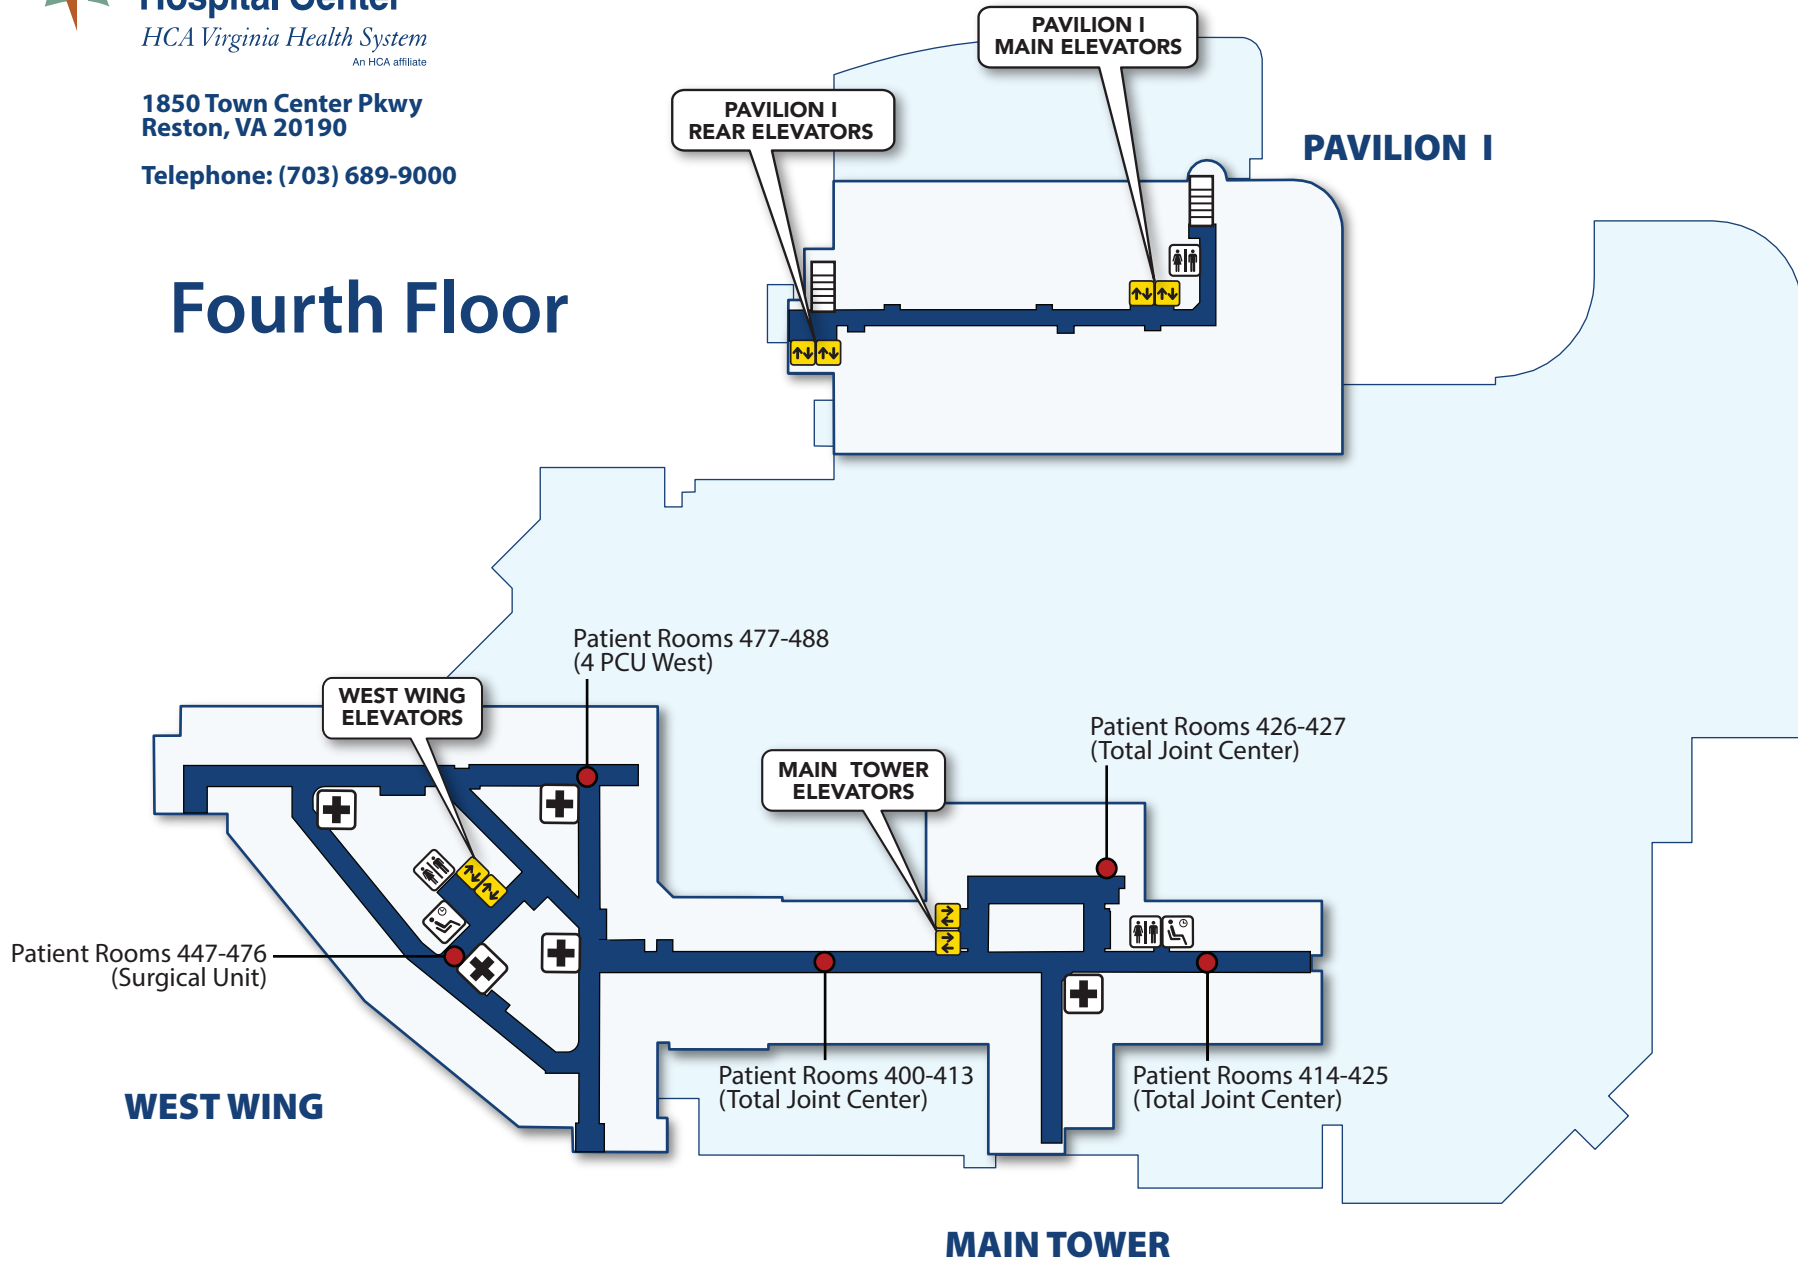 Hospital Center
HCA Virginia Health System
An HCA affiliate
1850 Town Center Pkwy
Reston, VA 20190
Telephone: (703) 689-9000
Fourth Floor
PAVILION I
MAIN ELEVATORS
PAVILION I
REAR ELEVATORS
PAVILION I
Patient Rooms 477-488
(4 PCU West)
WEST WING
ELEVATORS
Patient Rooms 426-427
(Total Joint Center)
MAIN TOWER
ELEVATORS
Patient Rooms 447-476
(Surgical Unit)
Patient Rooms 400-413
(Total Joint Center)
Patient Rooms 414-425
(Total Joint Center)
WEST WING
MAIN TOWER